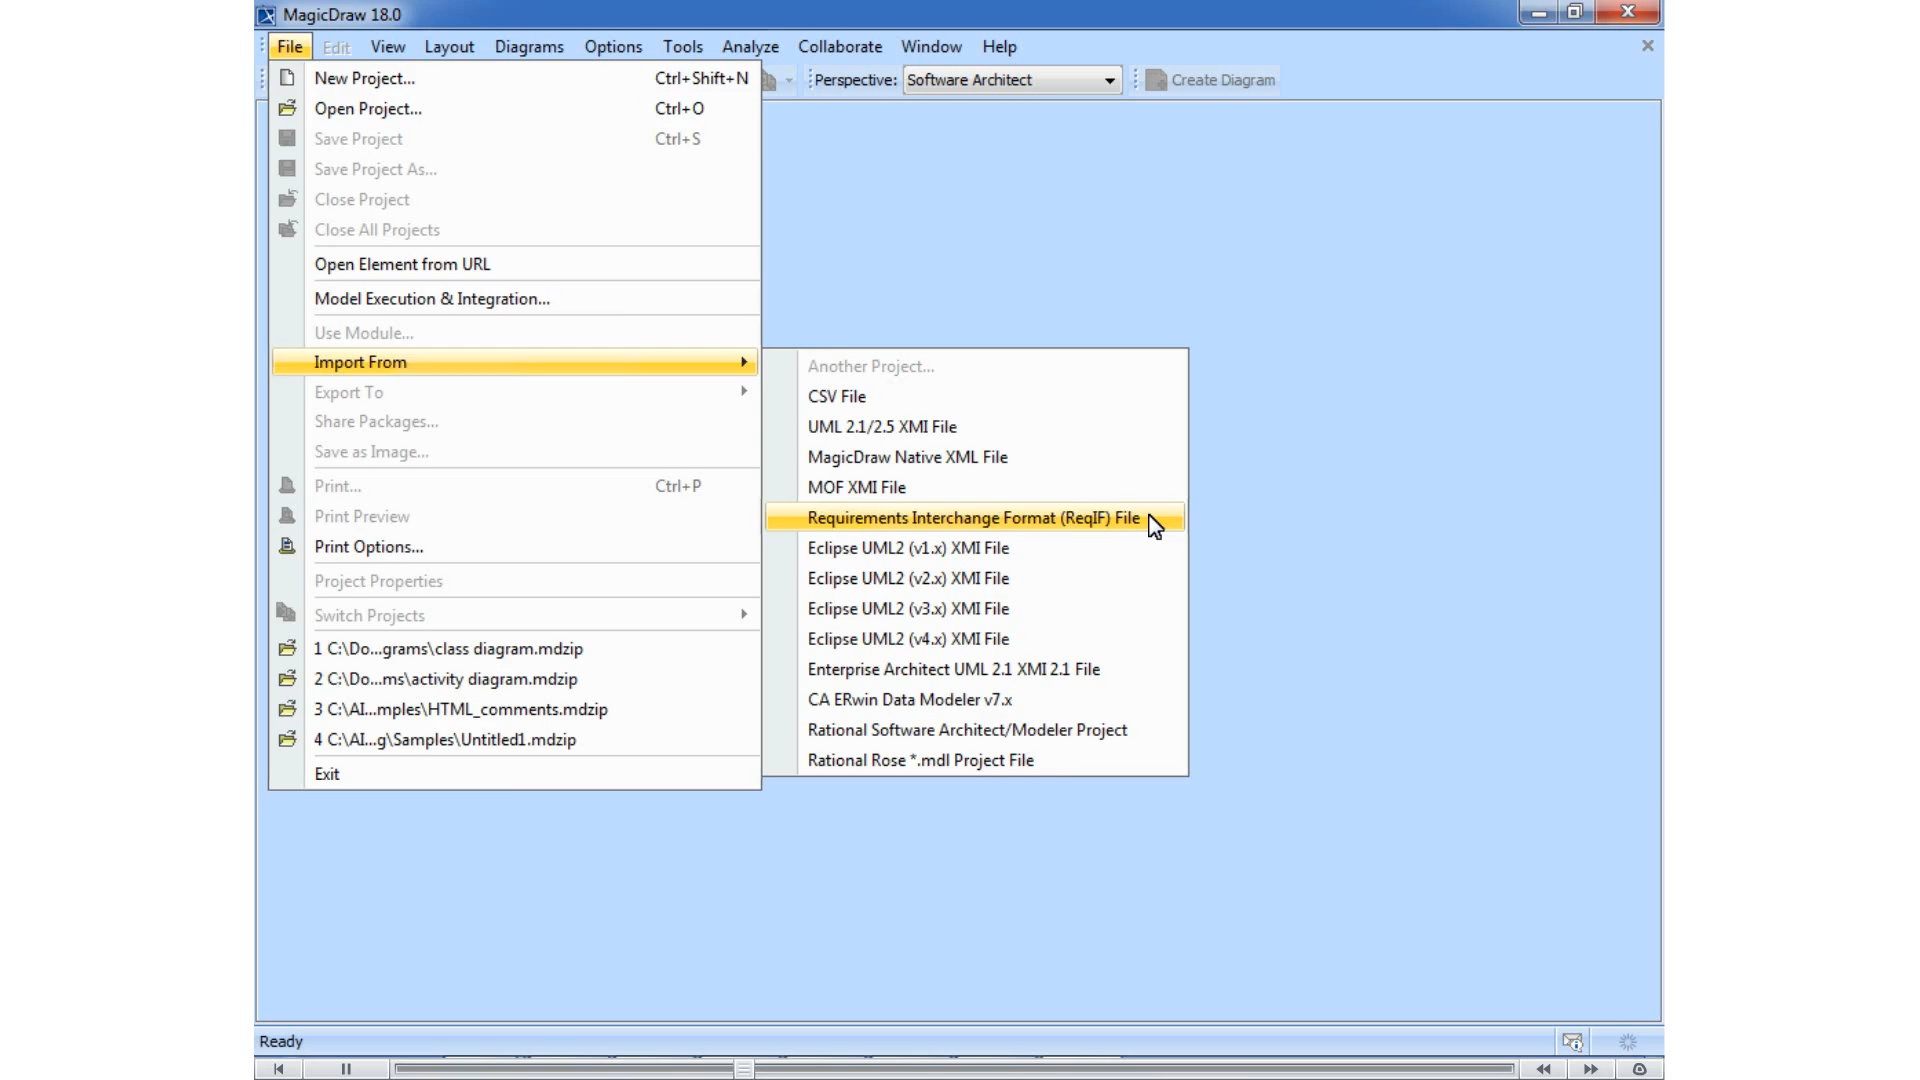 MagicDraw 18.0
File Edit View Layout Diagrams Options Tools Analyze Collaborate Window Help
Perspective: Software Architect Create Diagram
New Project... Ctrl+Shift+N
Open Project... Ctrl+O
Save Project Ctrl+S
Save Project As...
Close Project
Close All Projects
Open Element from URL
Model Execution & Integration...
Use Module...
Import From
Export To
Share Packages...
Save as Image...
Print... Ctrl+P
Print Preview
Print Options...
Project Properties
Switch Projects
1 C:\Do...grams\class diagram.mdzip
2 C:\Do...ms\activity diagram.mdzip
3 C:\AI...mples\HTML_comments.mdzip
4 C:\AI...g\Samples\Untitled1.mdzip
Exit
Another Project...
CSV File
UML 2.1/2.5 XMI File
MagicDraw Native XML File
MOF XMI File
Requirements Interchange Format (ReqIF) File
Eclipse UML2 (v1.x) XMI File
Eclipse UML2 (v2.x) XMI File
Eclipse UML2 (v3.x) XMI File
Eclipse UML2 (v4.x) XMI File
Enterprise Architect UML 2.1 XMI 2.1 File
CA ERwin Data Modeler v7.x
Rational Software Architect/Modeler Project
Rational Rose *.mdl Project File
Ready